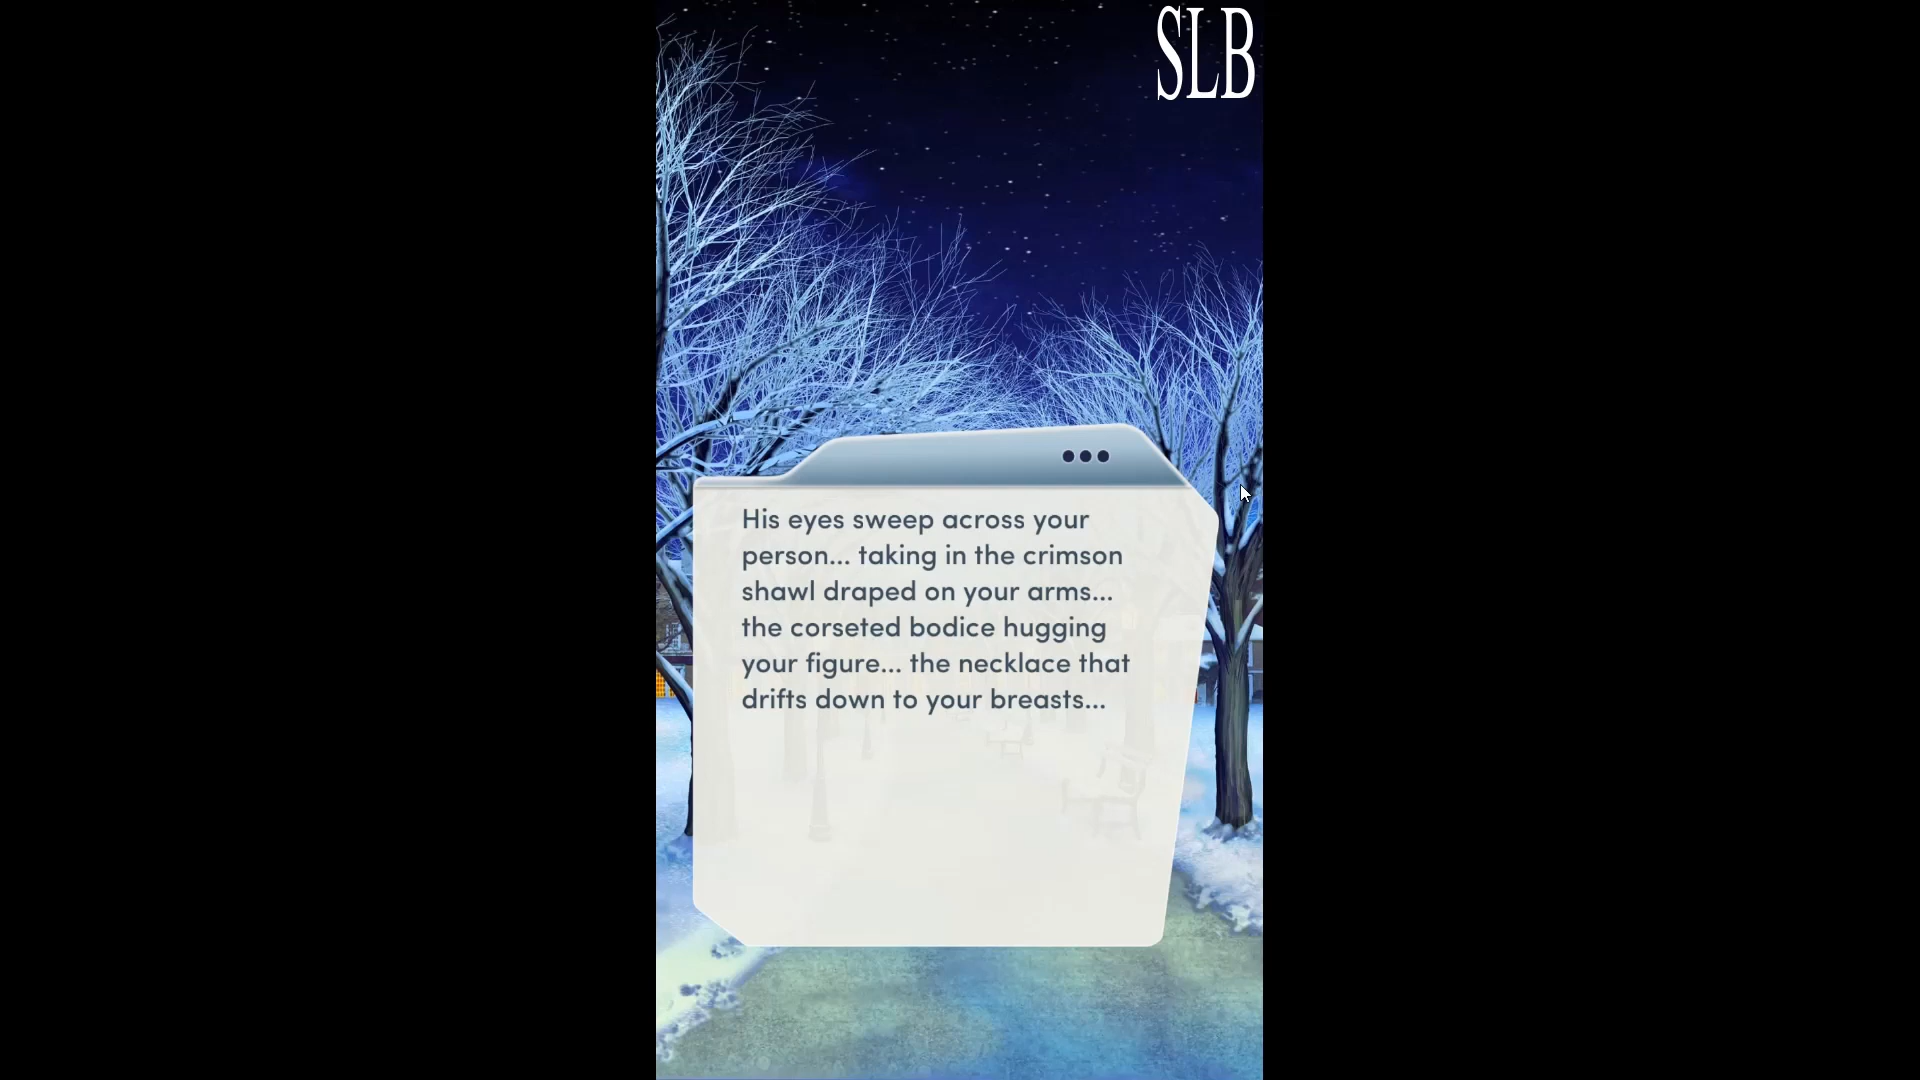 SLB
His eyes sweep across your
person... taking in the crimson
shawl draped on your arms...
the corseted bodice hugging
your figure... the necklace that
drifts down to your breasts...